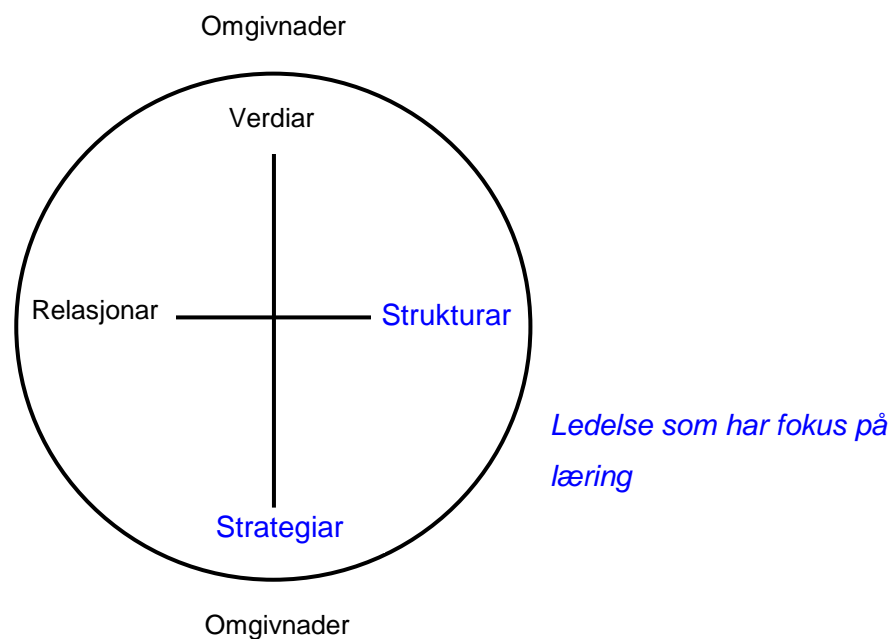 Omgivnader
Verdiar
Relasjonar
Strukturar
Ledelse som har fokus på
læring
Strategiar
Omgivnader